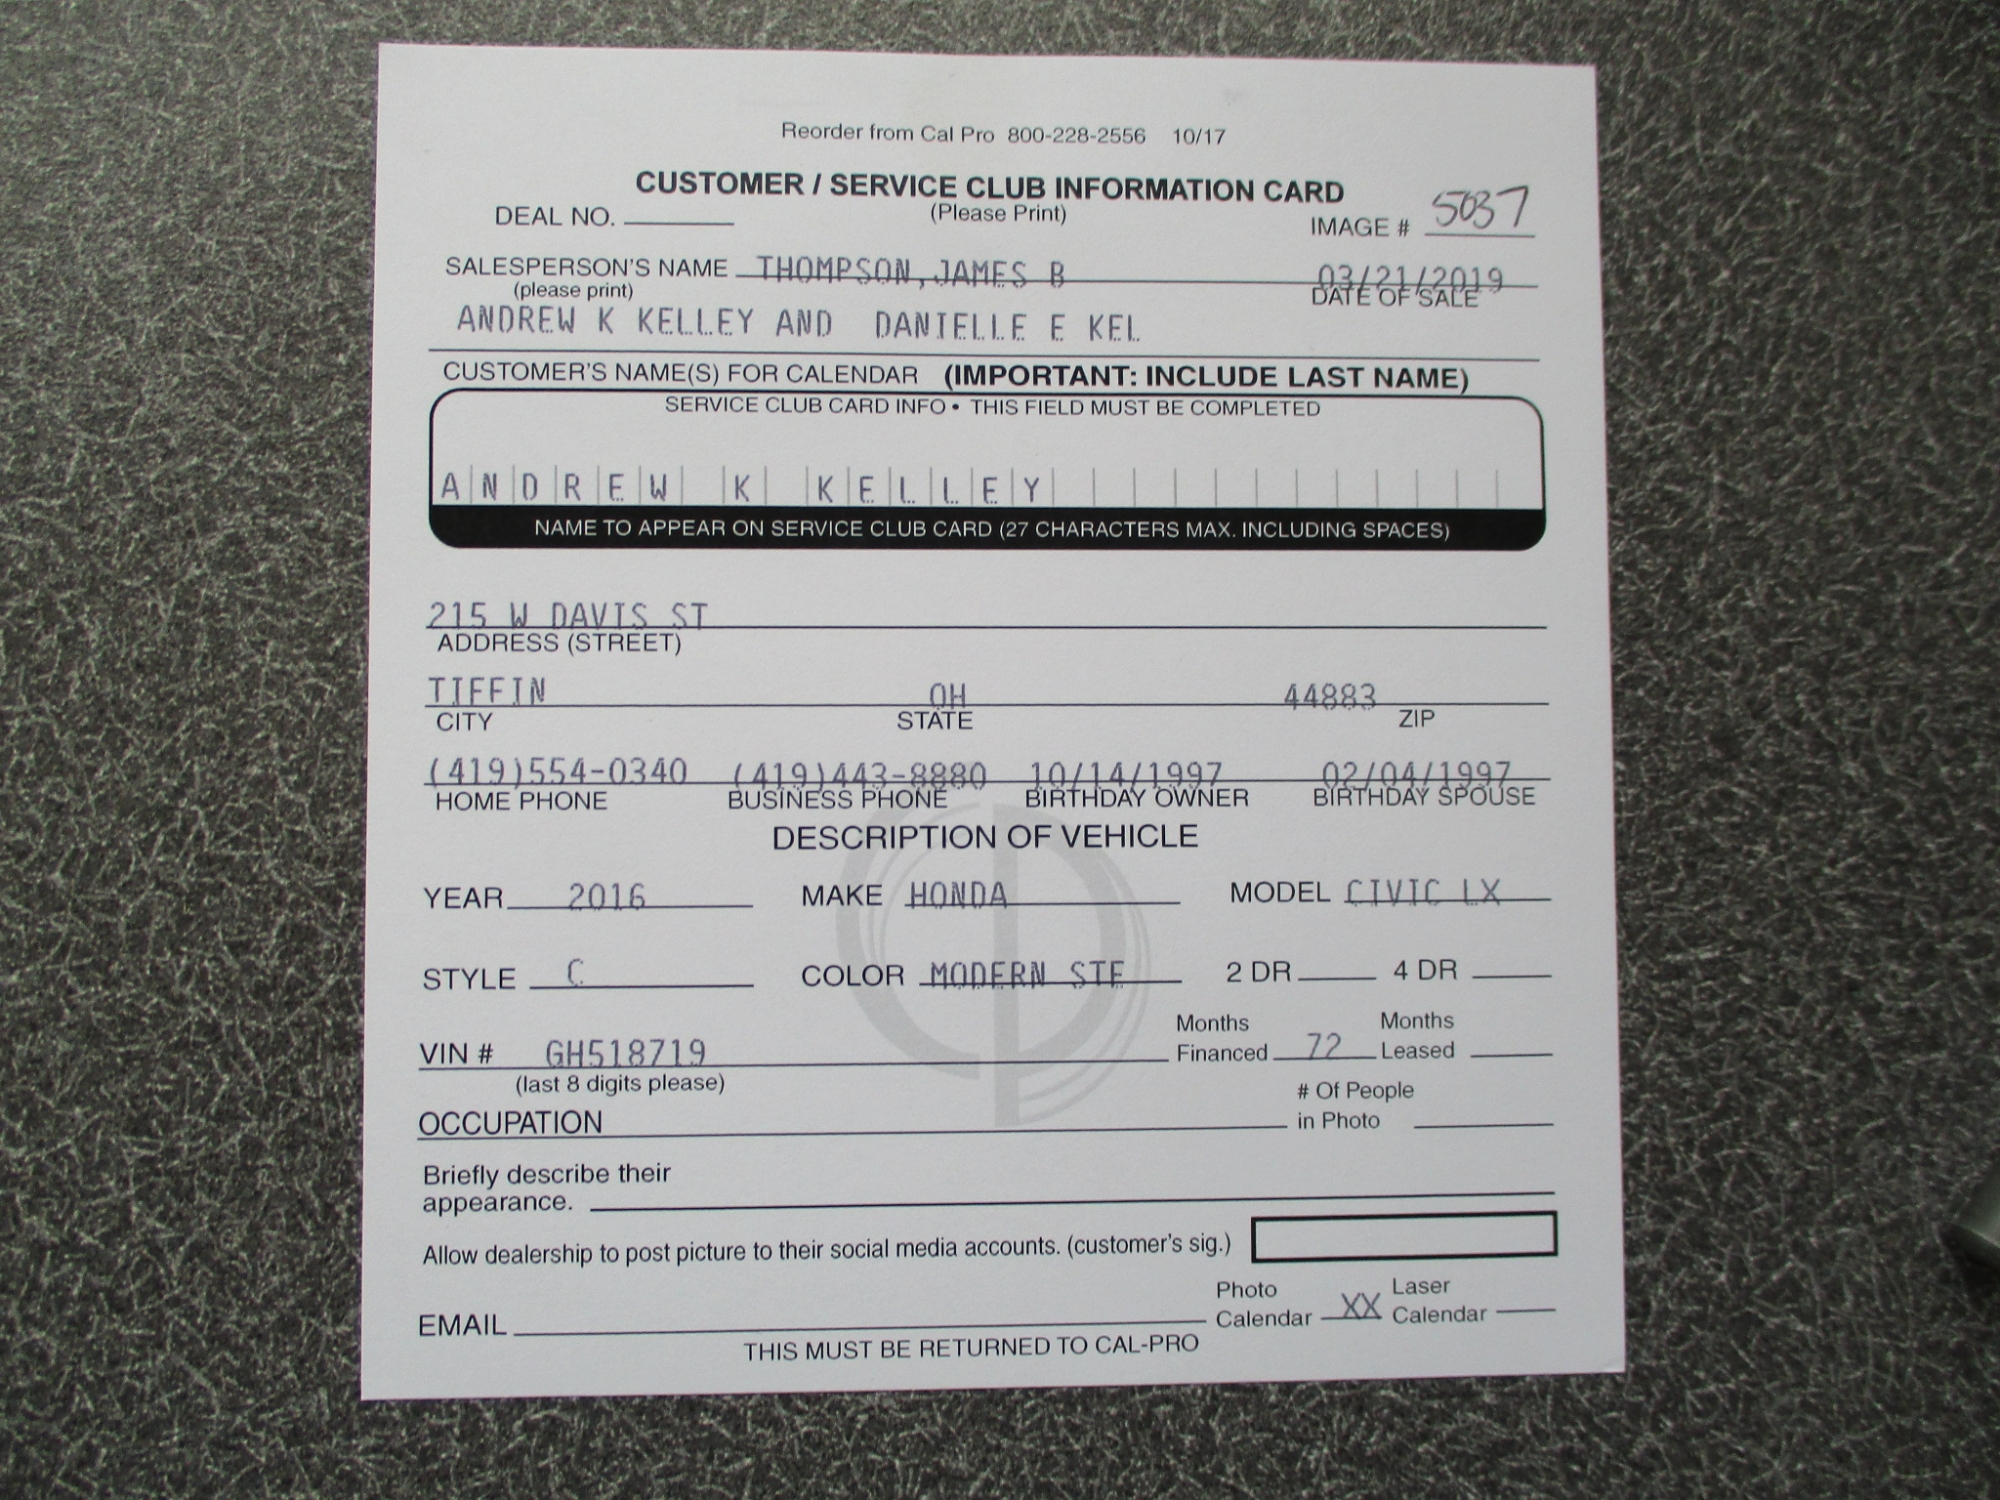 Reorder from Cal Pro 800-228-2556 10/17
CUSTOMER / SERVICE CLUB INFORMATION CARD
DEAL NO. (Please Print) IMAGE # 5037
SALESPERSON'S NAME THOMPSON,JAMES B 03/21/2019
(please print) DATE OF SALE
ANDREW K KELLEY AND DANIELLE E KEL
CUSTOMER'S NAME(S) FOR CALENDAR (IMPORTANT: INCLUDE LAST NAME)
SERVICE CLUB CARD INFO • THIS FIELD MUST BE COMPLETED
ANDREW K KELLEY
NAME TO APPEAR ON SERVICE CLUB CARD (27 CHARACTERS MAX. INCLUDING SPACES)
215 W DAVIS ST
ADDRESS (STREET)
TIFFIN OH 44883
CITY STATE ZIP
(419)554-0340 (419)443-8880 10/14/1997 02/04/1997
HOME PHONE BUSINESS PHONE BIRTHDAY OWNER BIRTHDAY SPOUSE
DESCRIPTION OF VEHICLE
YEAR 2016 MAKE HONDA MODEL CIVIC LX
STYLE C COLOR MODERN STE 2 DR 4 DR
Months Months
VIN # GH518719 Financed 72 Leased
(last 8 digits please)
# Of People
OCCUPATION in Photo
Briefly describe their
appearance.
Allow dealership to post picture to their social media accounts. (customer's sig.)
Photo Laser
EMAIL Calendar XX Calendar
THIS MUST BE RETURNED TO CAL-PRO